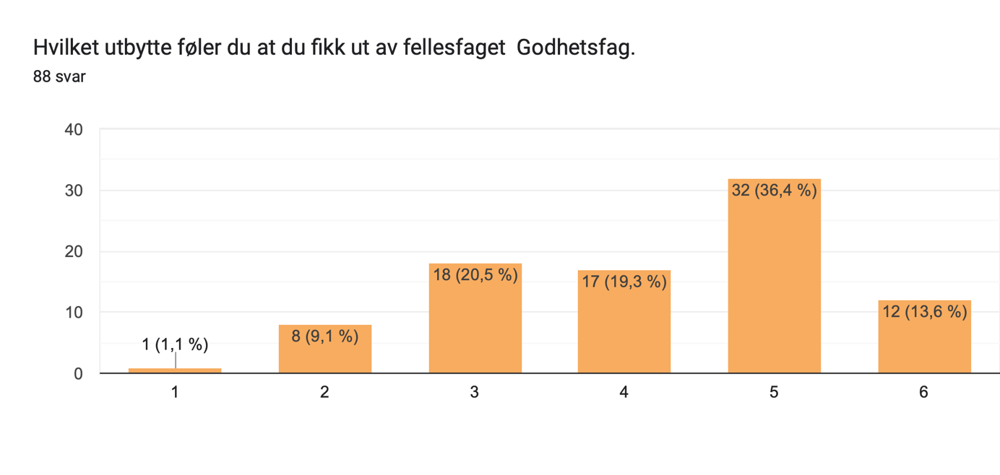 Hvilket utbytte føler du at du fikk ut av fellesfaget  Godhetsfag.
88 svar
40
30
20
10
0
1 (1,1 %)
8 (9,1 %)
18 (20,5 %)
17 (19,3 %)
32 (36,4 %)
12 (13,6 %)
1
2
3
4
5
6